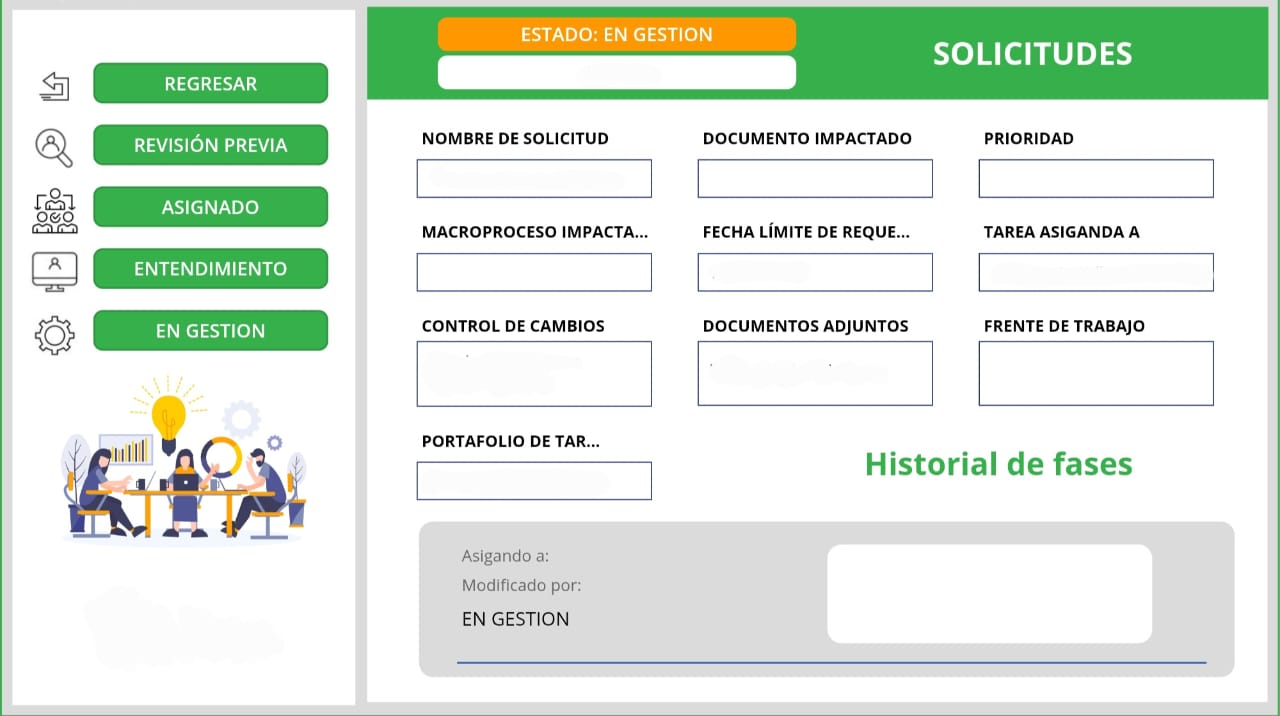 REGRESAR
REVISIÓN PREVIA
ASIGNADO
ENTENDIMIENTO
EN GESTION
ESTADO: EN GESTION
SOLICITUDES
NOMBRE DE SOLICITUD
DOCUMENTO IMPACTADO
PRIORIDAD
MACROPROCESO IMPACTA...
FECHA LÍMITE DE REQUE...
TAREA ASIGANDA A
CONTROL DE CAMBIOS
DOCUMENTOS ADJUNTOS
FRENTE DE TRABAJO
PORTAFOLIO DE TAR...
Historial de fases
Asigando a:
Modificado por:
EN GESTION